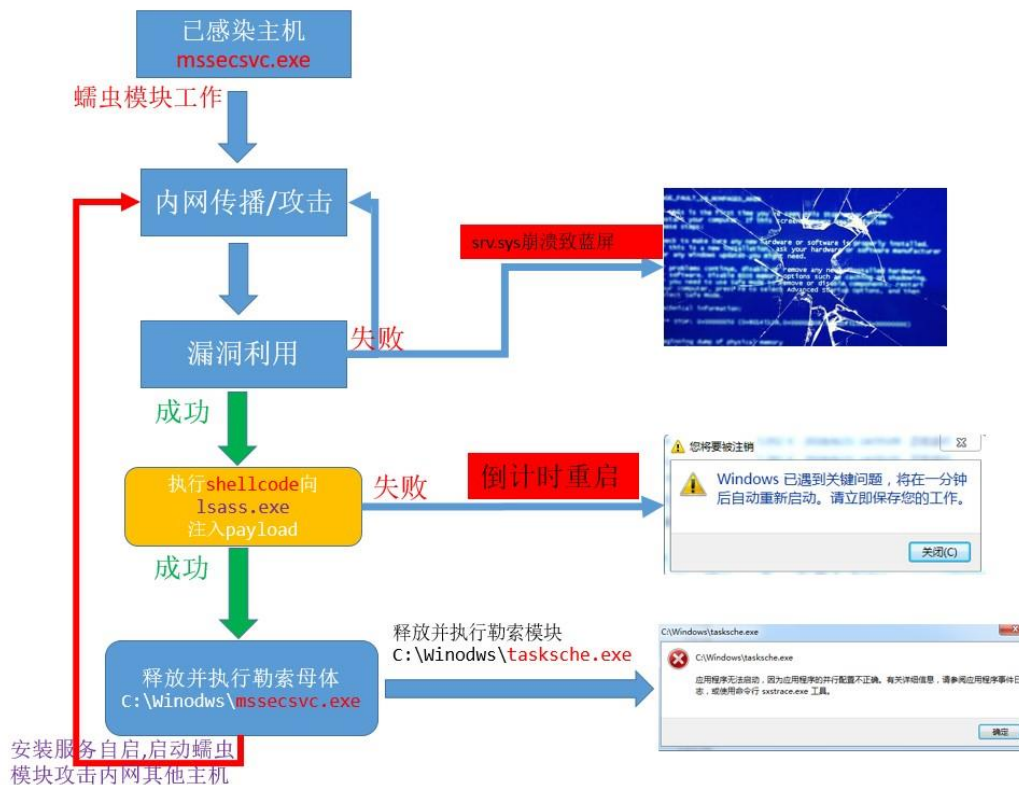 已感染主机
mssecsvc.exe
蠕虫模块工作
内网传播/攻击
srv.sys崩溃致蓝屏
漏洞利用
失败
成功
执行shellcode向
lsass.exe
注入payload
失败
倒计时重启
您将要被注销
Windows 已遇到关键问题，将在一分钟
后自动重新启动。请立即保存您的工作。
关闭(C)
成功
释放并执行勒索模块
C:\Winodws\tasksche.exe
释放并执行勒索母体
C:\Winodws\mssecsvc.exe
C:\Windows\tasksche.exe
C:\Windows\tasksche.exe
应用程序无法启动，因为应用程序的并行配置不正确。有关详细信息，请参阅应用程序事件日
志，或使用命令行 sxstrace.exe 工具。
确定
安装服务自启,启动蠕虫
模块攻击内网其他主机